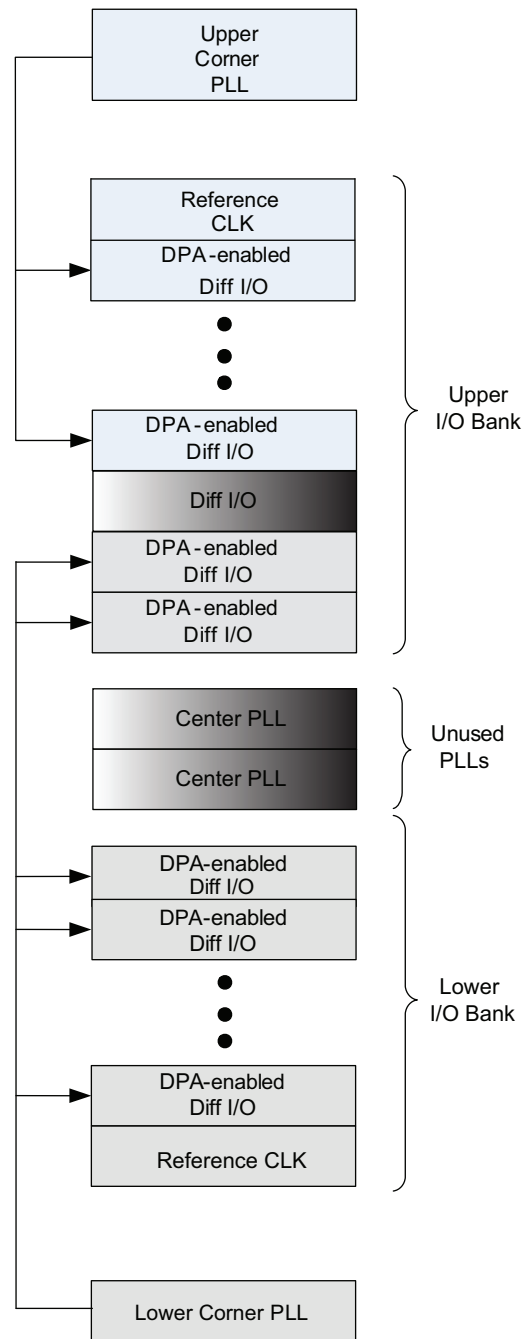 Upper
Corner
PLL
Reference
CLK
DPA-enabled
Diff I/O
DPA-enabled
Diff I/O
Diff I/O
DPA-enabled
Diff I/O
DPA-enabled
Diff I/O
Upper
I/O Bank
Center PLL
Center PLL
Unused
PLLs
DPA-enabled
Diff I/O
DPA-enabled
Diff I/O
DPA-enabled
Diff I/O
Reference CLK
Lower
I/O Bank
Lower Corner PLL